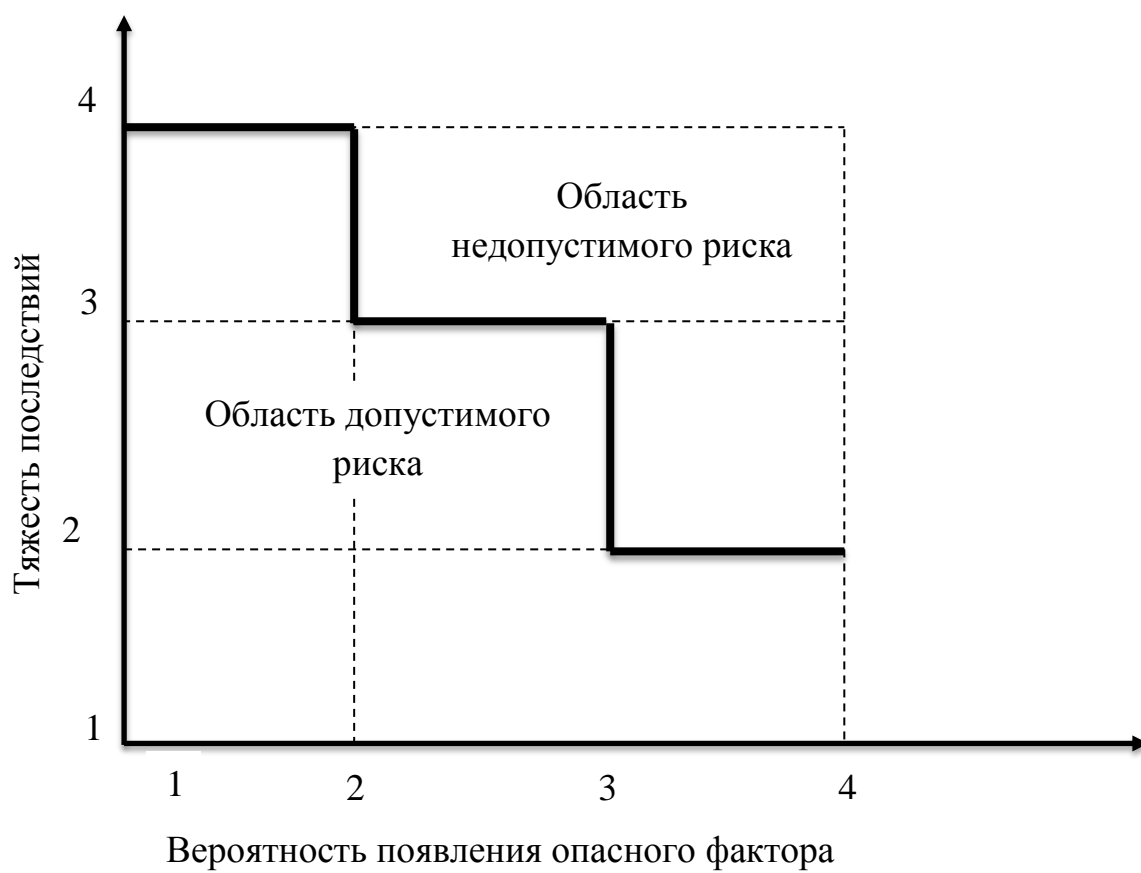 4
Область
недопустимого риска
3
Тяжесть последствий
Область допустимого
риска
2
1
1 2 3 4
Вероятность появления опасного фактора